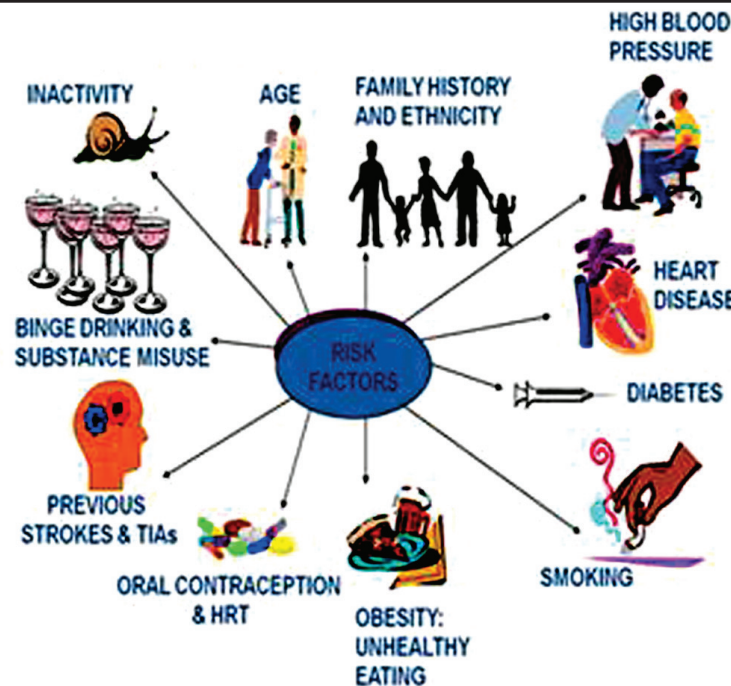 HIGH BLOOD
PRESSURE
INACTIVITY
AGE
FAMILY HISTORY
AND ETHNICITY
HEART
DISEASE
BINGE DRINKING &
SUBSTANCE MISUSE
RISK
FACTORS
DIABETES
PREVIOUS
STROKES & TIAs
ORAL CONTRACEPTION
& HRT
OBESITY:
UNHEALTHY
EATING
SMOKING